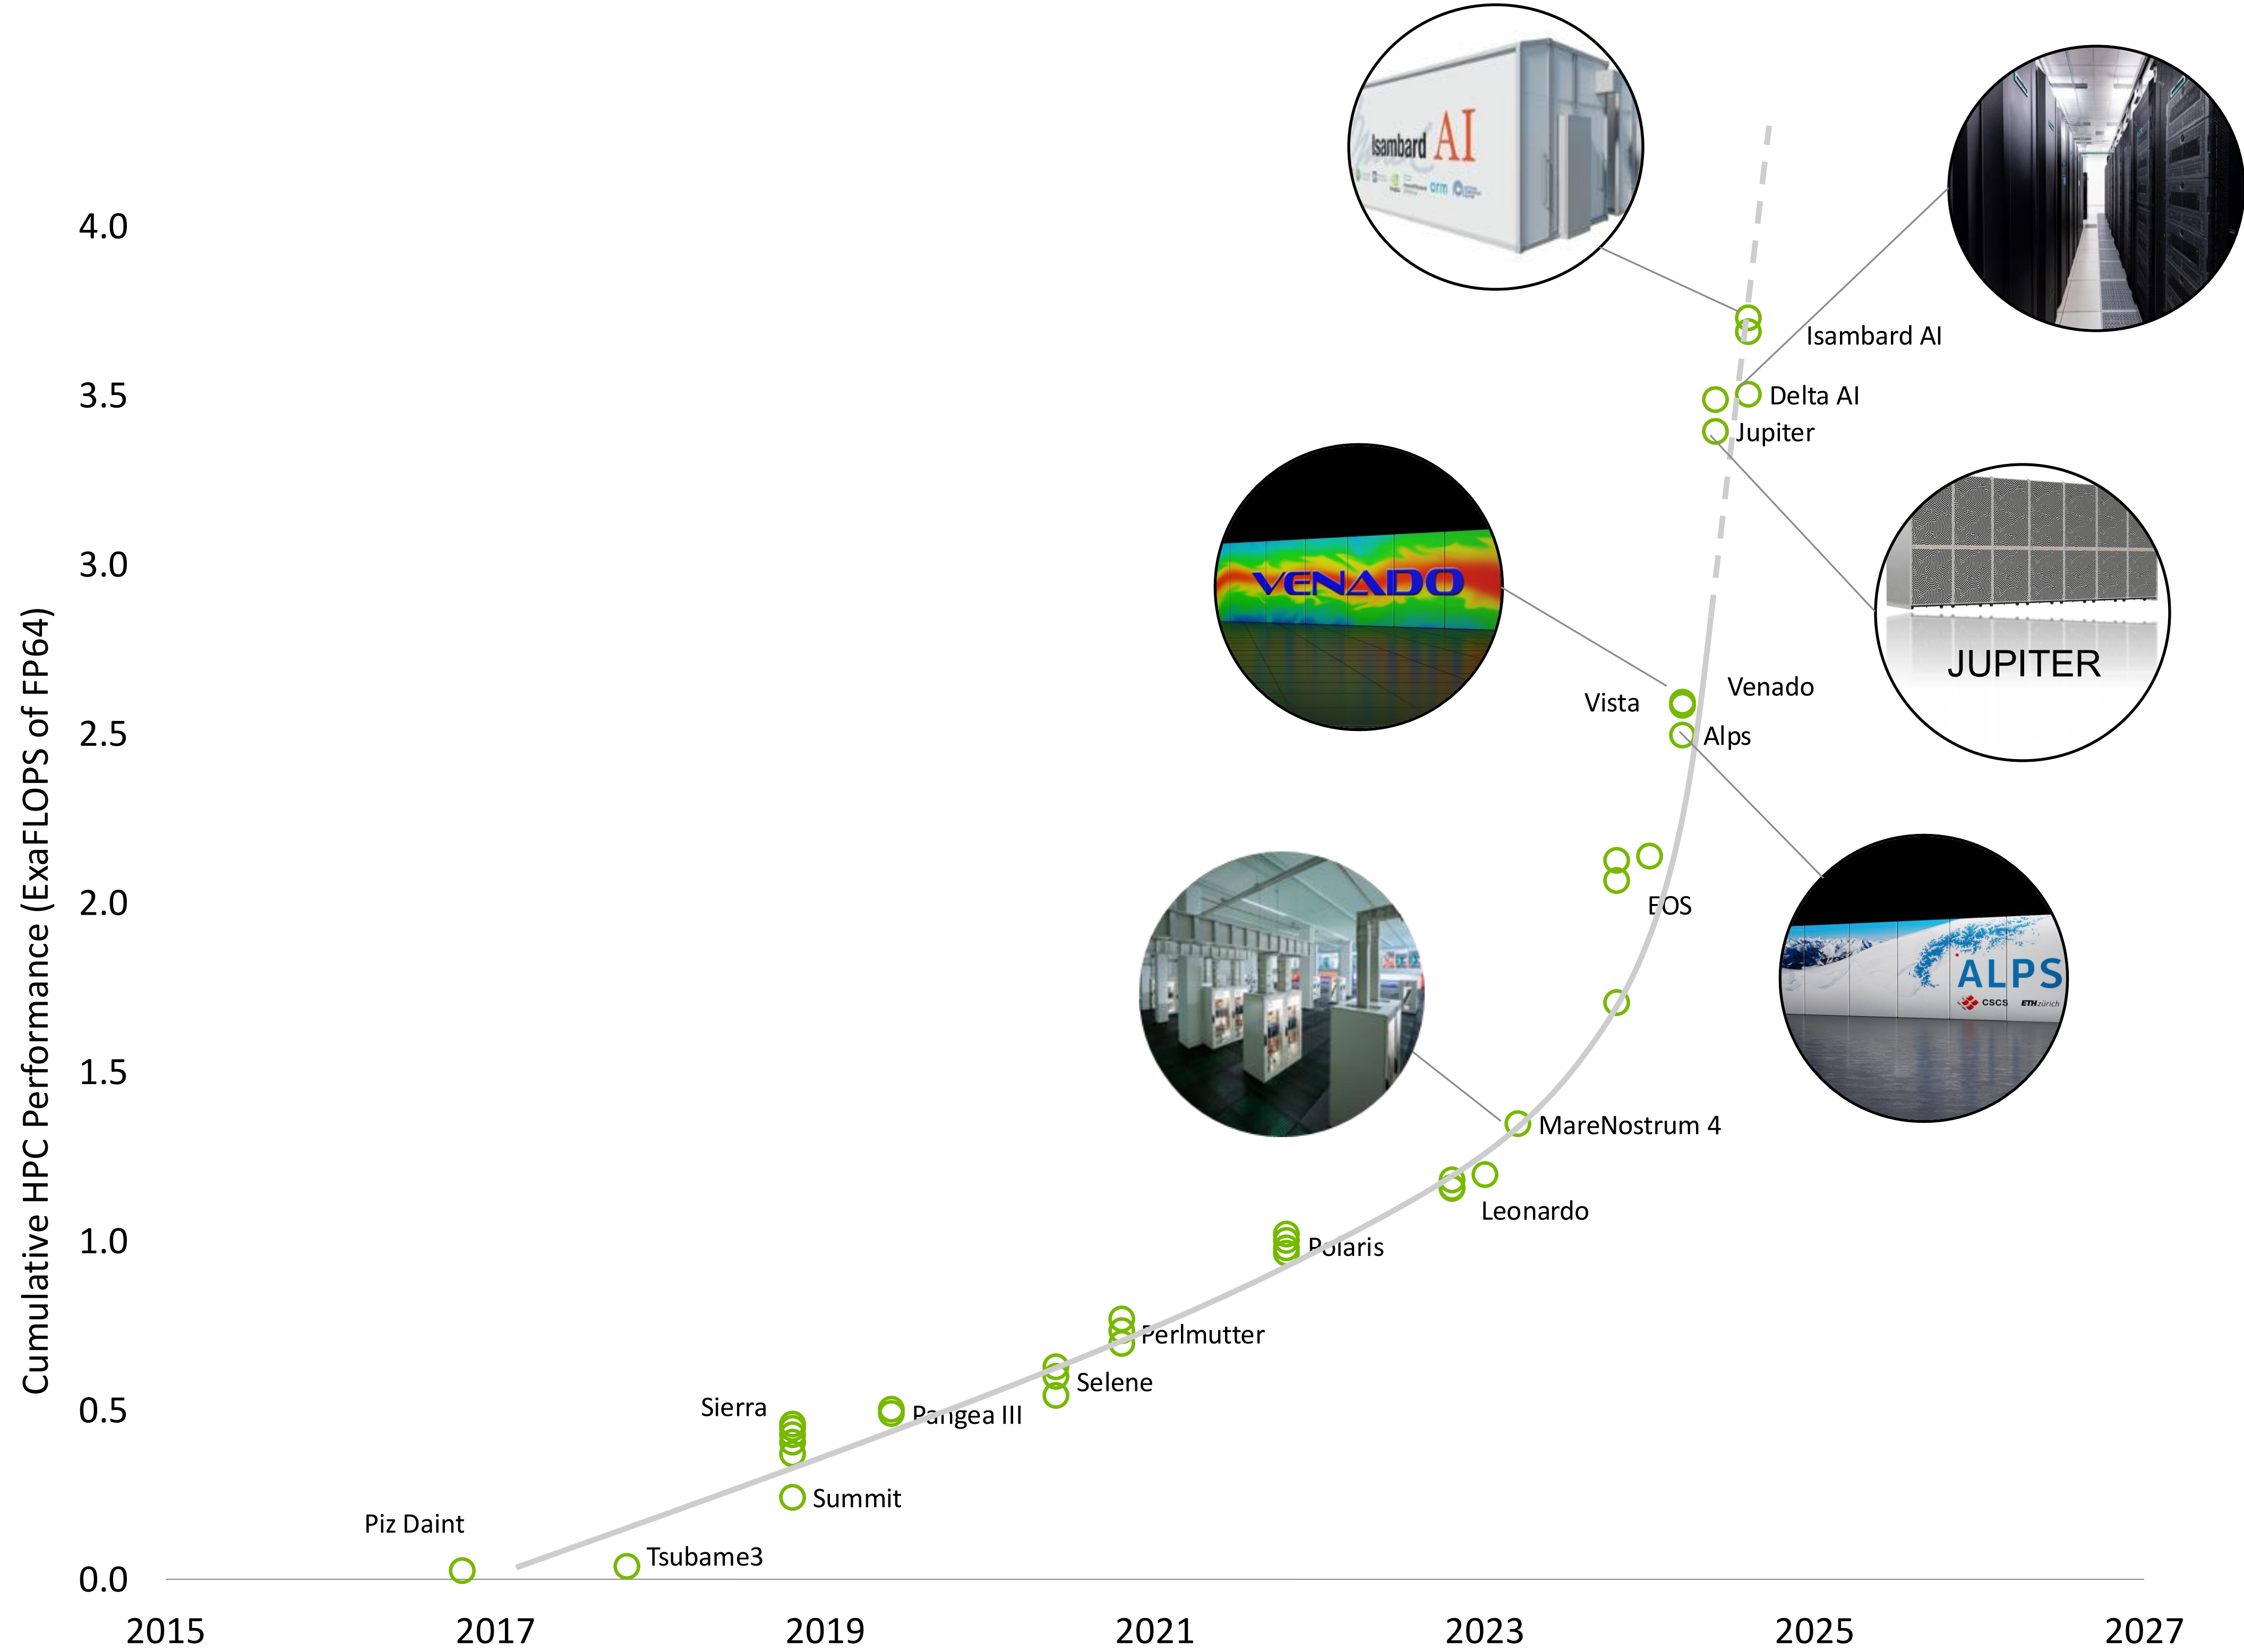 Isambard AI
arm
4.0
3.5
3.0
2.5
2.0
1.5
1.0
0.5
0.0
Cumulative HPC Performance (ExaFLOPS of FP64)
Isambard AI
Delta AI
Jupiter
VENADO
JUPITER
Venado
Vista
Alps
EOS
ALPS
CSCS ETHzürich
MareNostrum 4
Leonardo
Polaris
Perlmutter
Selene
Sierra
Pangea III
Summit
Piz Daint
Tsubame3
2015 2017 2019 2021 2023 2025 2027